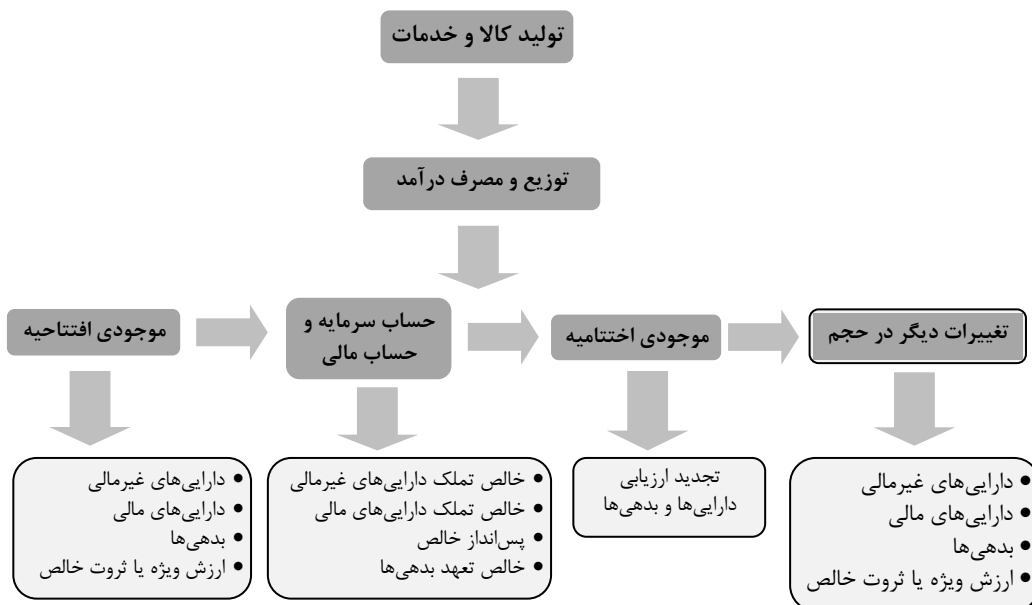 تولید کالا و خدمات
توزیع و مصرف درآمد
موجودی افتتاحیه
حساب سرمایه و
حساب مالی
موجودی اختتامیه
تغییرات دیگر در حجم
• دارایی‌های غیرمالی
• دارایی‌های مالی
• بدهی‌ها
• ارزش ویژه یا ثروت خالص
• خالص تملک دارایی‌های غیرمالی
• خالص تملک دارایی‌های مالی
• پس‌انداز خالص
• خالص تعهد بدهی‌ها
تجدید ارزیابی
دارایی‌ها و بدهی‌ها
• دارایی‌های غیرمالی
• دارایی‌های مالی
• بدهی‌ها
• ارزش ویژه یا ثروت خالص